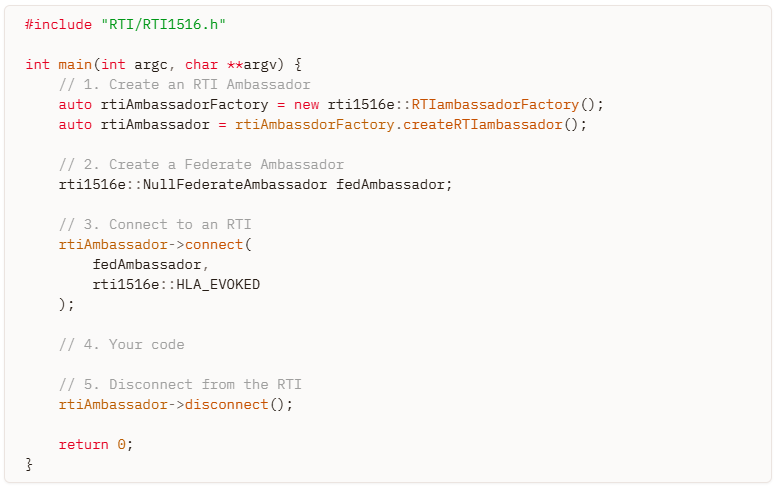 #include "RTI/RTI1516.h"

int main(int argc, char **argv) {
    // 1. Create an RTI Ambassador
    auto rtiAmbassadorFactory = new rti1516e::RTIambassadorFactory();
    auto rtiAmbassador = rtiAmbassdorFactory.createRTIambassador();

    // 2. Create a Federate Ambassador
    rti1516e::NullFederateAmbassador fedAmbassador;

    // 3. Connect to an RTI
    rtiAmbassador->connect(
        fedAmbassador,
        rti1516e::HLA_EVOKED
    );

    // 4. Your code

    // 5. Disconnect from the RTI
    rtiAmbassador->disconnect();

    return 0;
}